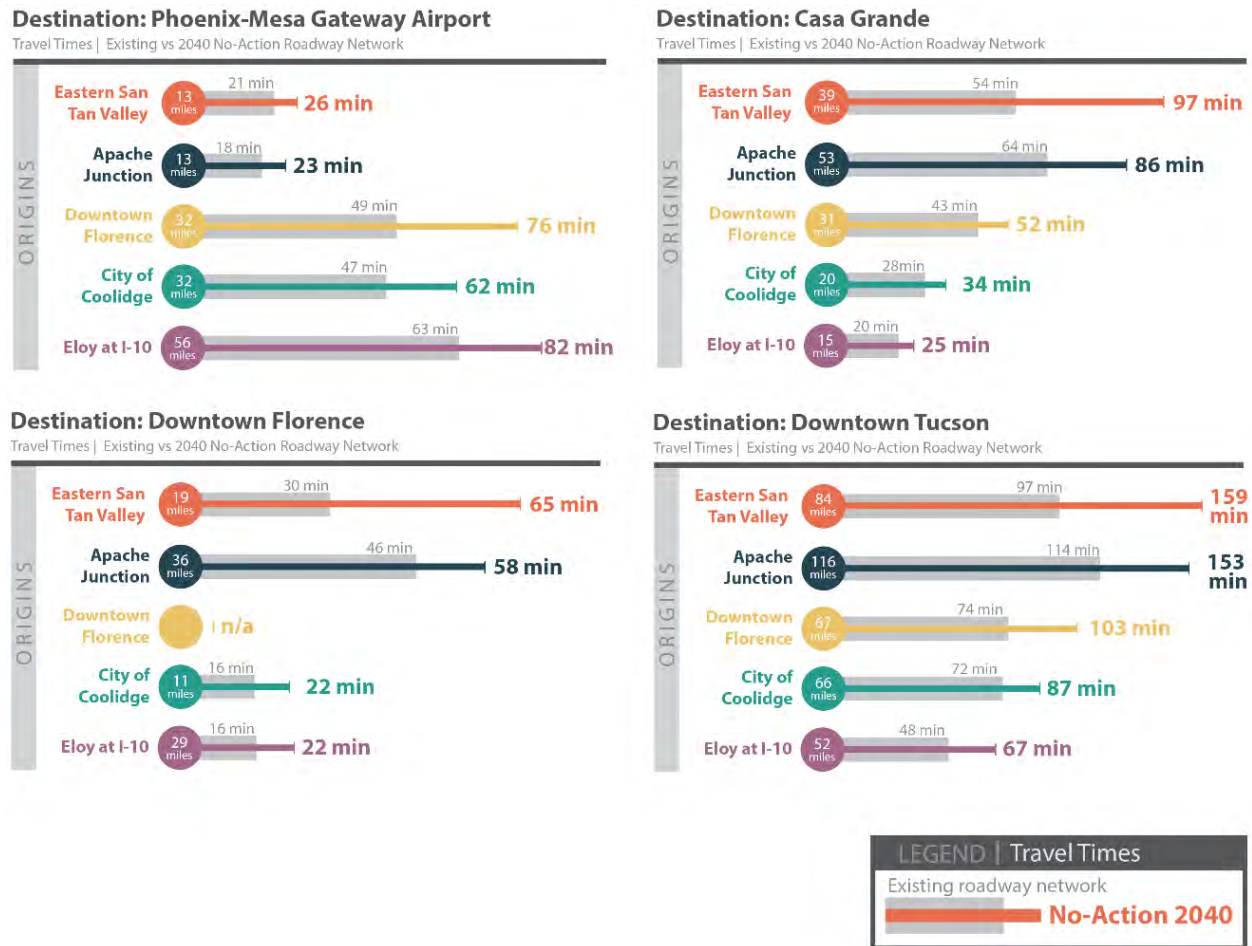 Destination: Phoenix-Mesa Gateway Airport
Travel Times | Existing vs 2040 No-Action Roadway Network
ORIGINS
Eastern San
Tan Valley
13
miles
21 min
26 min
Apache
Junction
13
miles
18 min
23 min
Downtown
Florence
32
miles
49 min
76 min
City of
Coolidge
32
miles
47 min
62 min
Eloy at I-10
56
miles
63 min
82 min
Destination: Casa Grande
Travel Times | Existing vs 2040 No-Action Roadway Network
ORIGINS
Eastern San
Tan Valley
39
miles
54 min
97 min
Apache
Junction
53
miles
64 min
86 min
Downtown
Florence
31
miles
43 min
52 min
City of
Coolidge
20
miles
28min
34 min
Eloy at I-10
15
miles
20 min
25 min
Destination: Downtown Florence
Travel Times | Existing vs 2040 No-Action Roadway Network
ORIGINS
Eastern San
Tan Valley
19
miles
30 min
65 min
Apache
Junction
36
miles
46 min
58 min
Downtown
Florence
n/a
City of
Coolidge
11
miles
16 min
22 min
Eloy at I-10
29
miles
16 min
22 min
Destination: Downtown Tucson
Travel Times | Existing vs 2040 No-Action Roadway Network
ORIGINS
Eastern San
Tan Valley
84
miles
97 min
159
min
Apache
Junction
116
miles
114 min
153
min
Downtown
Florence
67
miles
74 min
103 min
City of
Coolidge
66
miles
72 min
87 min
Eloy at I-10
52
miles
48 min
67 min
LEGEND | Travel Times
Existing roadway network
No-Action 2040